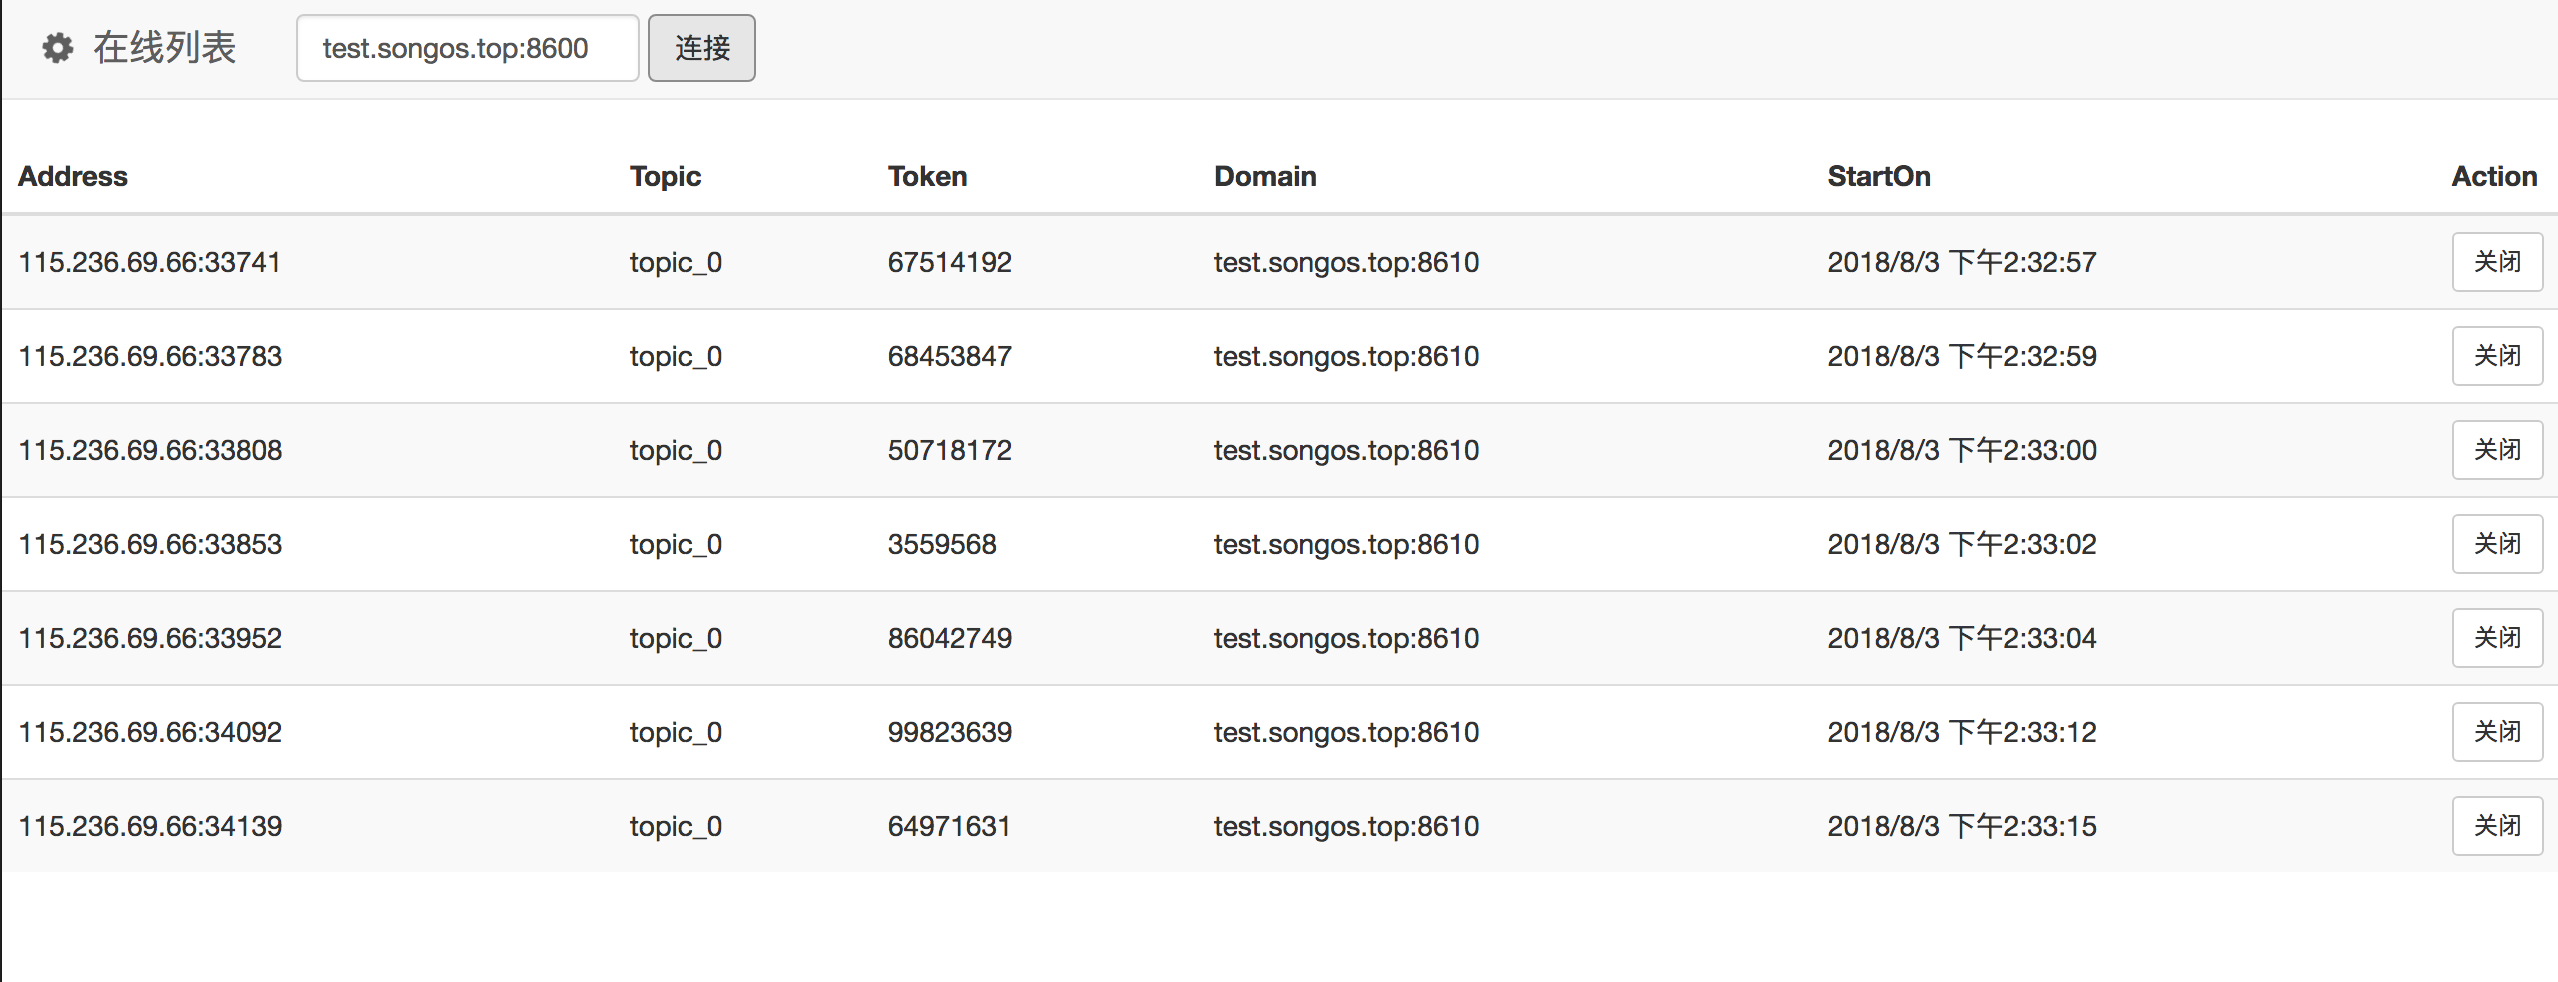 在线列表 test.songos.top:8600 连接
Address Topic Token Domain StartOn Action
115.236.69.66:33741 topic_0 67514192 test.songos.top:8610 2018/8/3 下午2:32:57 关闭
115.236.69.66:33783 topic_0 68453847 test.songos.top:8610 2018/8/3 下午2:32:59 关闭
115.236.69.66:33808 topic_0 50718172 test.songos.top:8610 2018/8/3 下午2:33:00 关闭
115.236.69.66:33853 topic_0 3559568 test.songos.top:8610 2018/8/3 下午2:33:02 关闭
115.236.69.66:33952 topic_0 86042749 test.songos.top:8610 2018/8/3 下午2:33:04 关闭
115.236.69.66:34092 topic_0 99823639 test.songos.top:8610 2018/8/3 下午2:33:12 关闭
115.236.69.66:34139 topic_0 64971631 test.songos.top:8610 2018/8/3 下午2:33:15 关闭